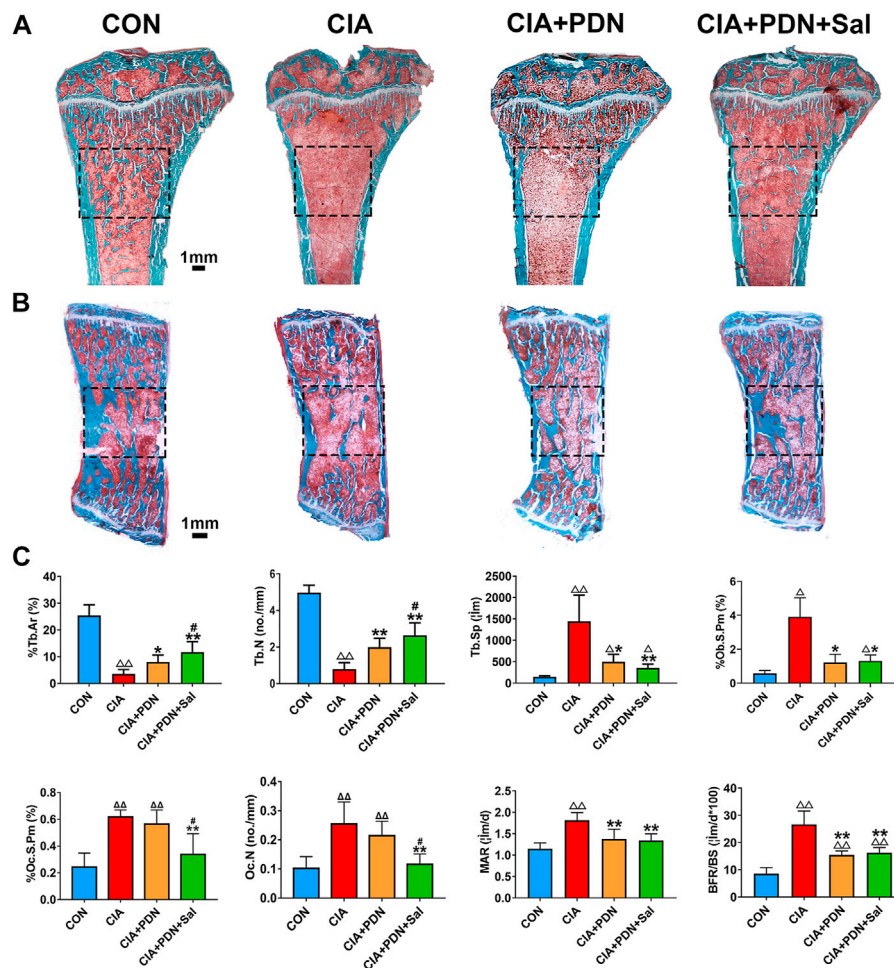 A
CON
CIA
CIA+PDN
CIA+PDN+Sal
1mm
B
1mm
C
%Tb.Ar (%)
40
30
20
10
0
ΔΔ
*
#
**
CON
CIA
CIA+PDN
CIA+PDN+Sal
Tb.N (no./mm)
6
4
2
0
ΔΔ
**
#
**
CON
CIA
CIA+PDN
CIA+PDN+Sal
Tb.Sp (¦Ìm)
2500
2000
1500
1000
500
0
ΔΔ
Δ*
Δ
**
CON
CIA
CIA+PDN
CIA+PDN+Sal
%Ob.S.Pm (%)
6
4
2
0
Δ
*
Δ*
CON
CIA
CIA+PDN
CIA+PDN+Sal
%Oc.S.Pm (%)
0.8
0.6
0.4
0.2
0.0
ΔΔ
ΔΔ
#
**
CON
CIA
CIA+PDN
CIA+PDN+Sal
Oc.N (no./mm)
0.4
0.3
0.2
0.1
0.0
ΔΔ
ΔΔ
#
**
CON
CIA
CIA+PDN
CIA+PDN+Sal
MAR (¦Ìm/d)
2.5
2.0
1.5
1.0
0.5
0.0
ΔΔ
**
**
CON
CIA
CIA+PDN
CIA+PDN+Sal
BFR/BS (¦Ìm/d*100)
40
30
20
10
0
ΔΔ
**
ΔΔ
**
ΔΔ
CON
CIA
CIA+PDN
CIA+PDN+Sal